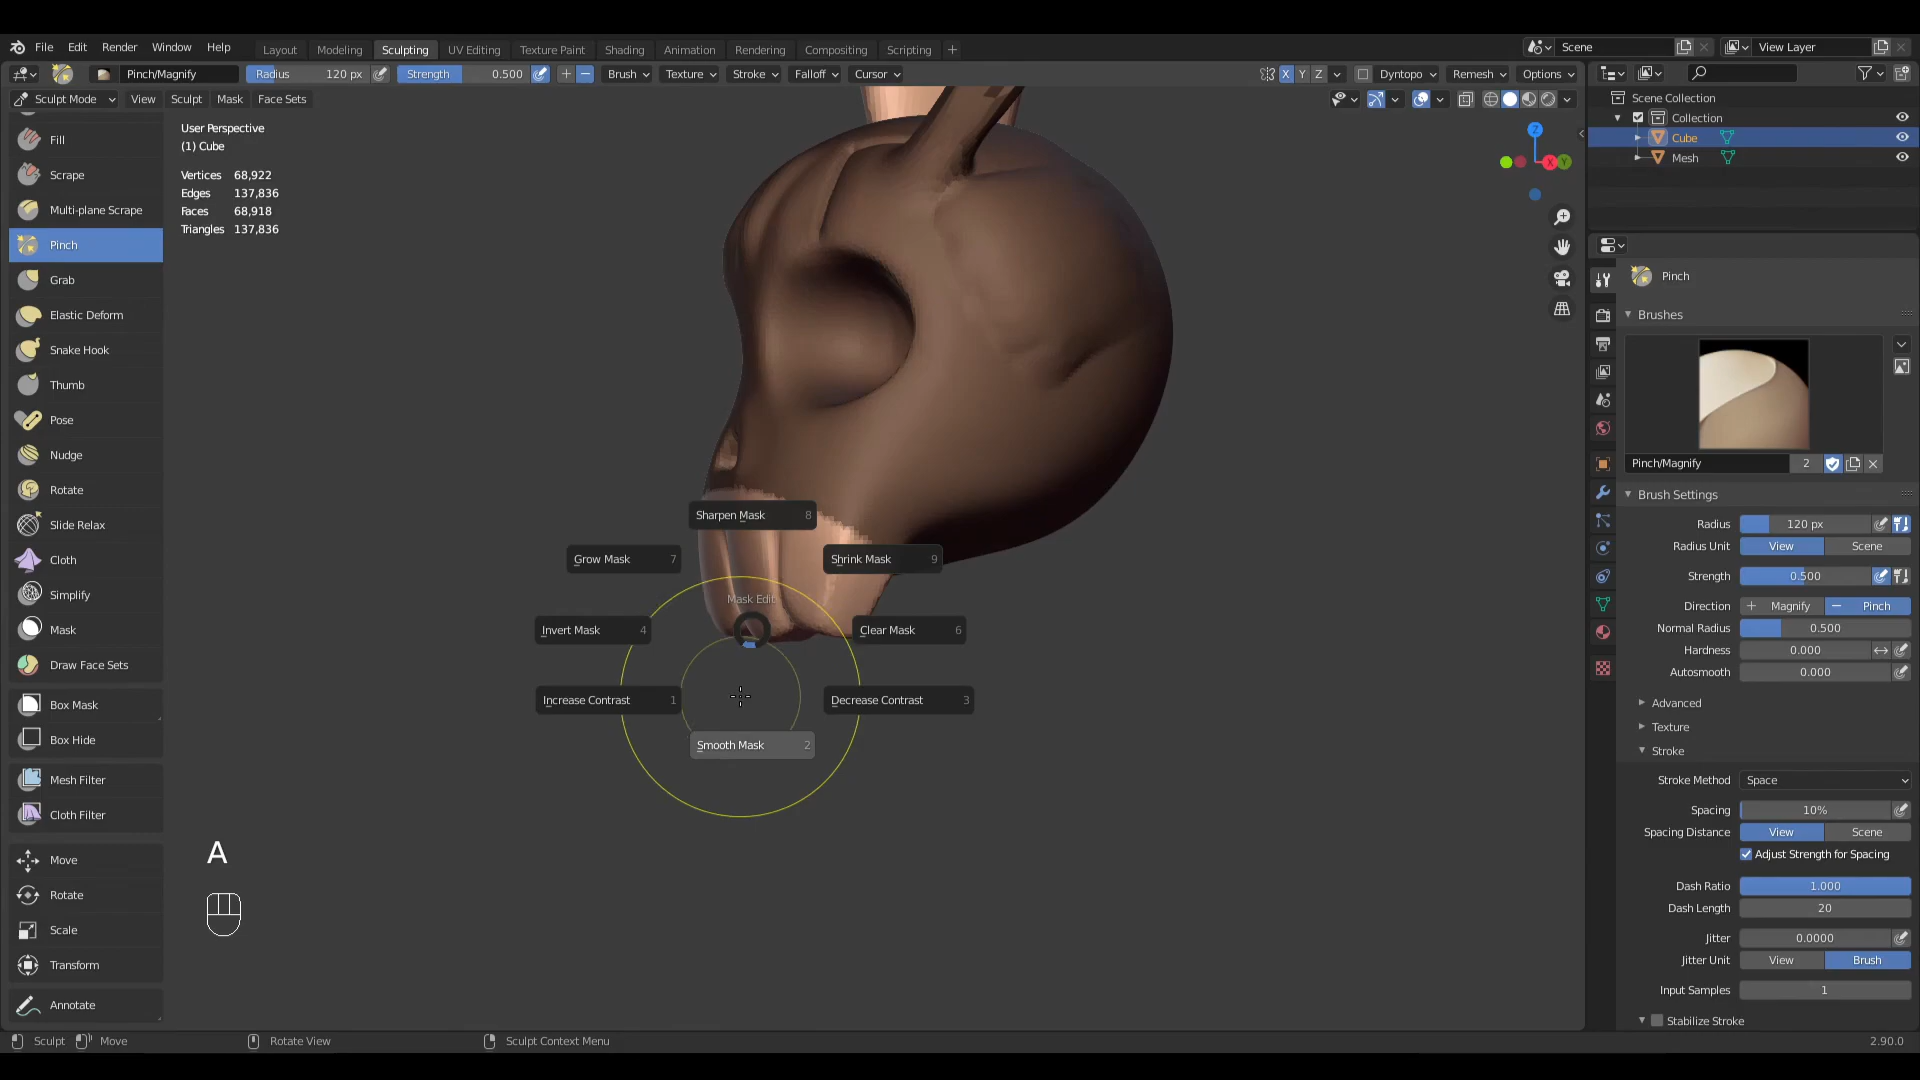 File Edit Render Window Help Layout Modeling Sculpting UV Editing Texture Paint Shading Animation Rendering Compositing Scripting + Scene View Layer
Pinch/Magnify Radius 120 px Strength 0.500 + − Brush Texture Stroke Falloff Cursor X Y Z Dyntopo Remesh Options
Sculpt Mode View Sculpt Mask Face Sets
User Perspective
(1) Cube
Vertices 68,922
Edges 137,836
Faces 68,918
Triangles 137,836
Fill
Scrape
Multi-plane Scrape
Pinch
Grab
Elastic Deform
Snake Hook
Thumb
Pose
Nudge
Rotate
Slide Relax
Cloth
Simplify
Mask
Draw Face Sets
Box Mask
Box Hide
Mesh Filter
Cloth Filter
Move
Rotate
Scale
Transform
Annotate
Sharpen Mask 8
Grow Mask 7
Shrink Mask 9
Mask Edit
Invert Mask 4
Clear Mask 6
Increase Contrast 1
Decrease Contrast 3
Smooth Mask 2
A
Z
X
Y
Scene Collection
Collection
Cube
Mesh
Pinch
Brushes
Pinch/Magnify 2
Brush Settings
Radius 120 px
Radius Unit View Scene
Strength 0.500
Direction + Magnify − Pinch
Normal Radius 0.500
Hardness 0.000
Autosmooth 0.000
Advanced
Texture
Stroke
Stroke Method Space
Spacing 10%
Spacing Distance View Scene
Adjust Strength for Spacing
Dash Ratio 1.000
Dash Length 20
Jitter 0.0000
Jitter Unit View Brush
Input Samples 1
Stabilize Stroke
Sculpt Move Rotate View Sculpt Context Menu 2.90.0